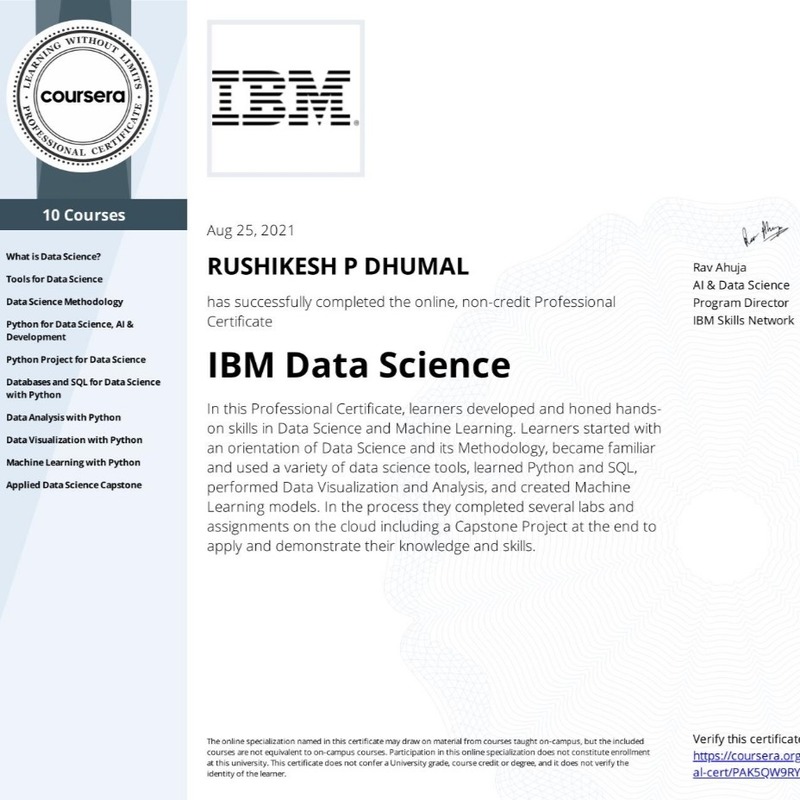 LEARNING WITHOUT LIMITS
coursera
PROFESSIONAL CERTIFICATE
IBM
10 Courses
What is Data Science?
Tools for Data Science
Data Science Methodology
Python for Data Science, AI &
Development
Python Project for Data Science
Databases and SQL for Data Science
with Python
Data Analysis with Python
Data Visualization with Python
Machine Learning with Python
Applied Data Science Capstone
Aug 25, 2021
RUSHIKESH P DHUMAL
has successfully completed the online, non-credit Professional
Certificate
IBM Data Science
In this Professional Certificate, learners developed and honed hands-
on skills in Data Science and Machine Learning. Learners started with
an orientation of Data Science and its Methodology, became familiar
and used a variety of data science tools, learned Python and SQL,
performed Data Visualization and Analysis, and created Machine
Learning models. In the process they completed several labs and
assignments on the cloud including a Capstone Project at the end to
apply and demonstrate their knowledge and skills.
Rav Ahuja
AI & Data Science
Program Director
IBM Skills Network
The online specialization named in this certificate may draw on material from courses taught on-campus, but the included
courses are not equivalent to on-campus courses. Participation in this online specialization does not constitute enrollment
at this university. This certificate does not confer a University grade, course credit or degree, and it does not verify the
identity of the learner.
Verify this certificate
https://coursera.org
al-cert/PAK5QW9RY